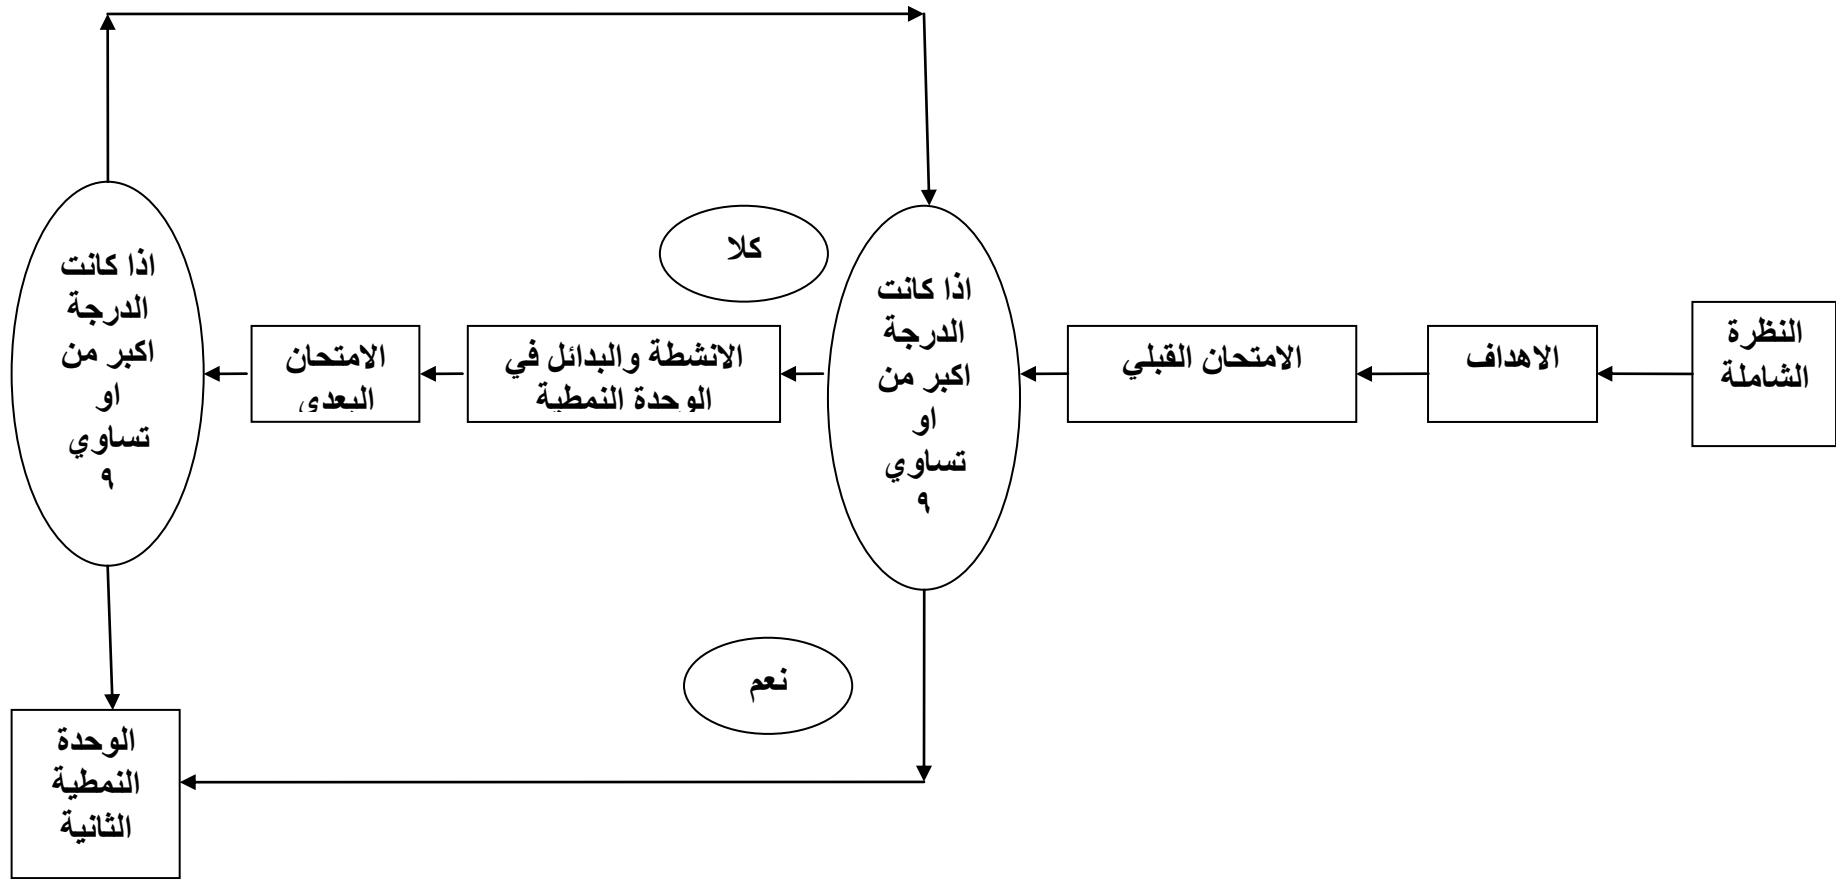 النظرة
الشاملة
الاهداف
الامتحان القبلي
اذا كانت
الدرجة
اكبر من
او
تساوي
٩
كلا
الانشطة والبدائل في
الوحدة النمطية
الامتحان
البعدي
اذا كانت
الدرجة
اكبر من
او
تساوي
٩
نعم
الوحدة
النمطية
الثانية